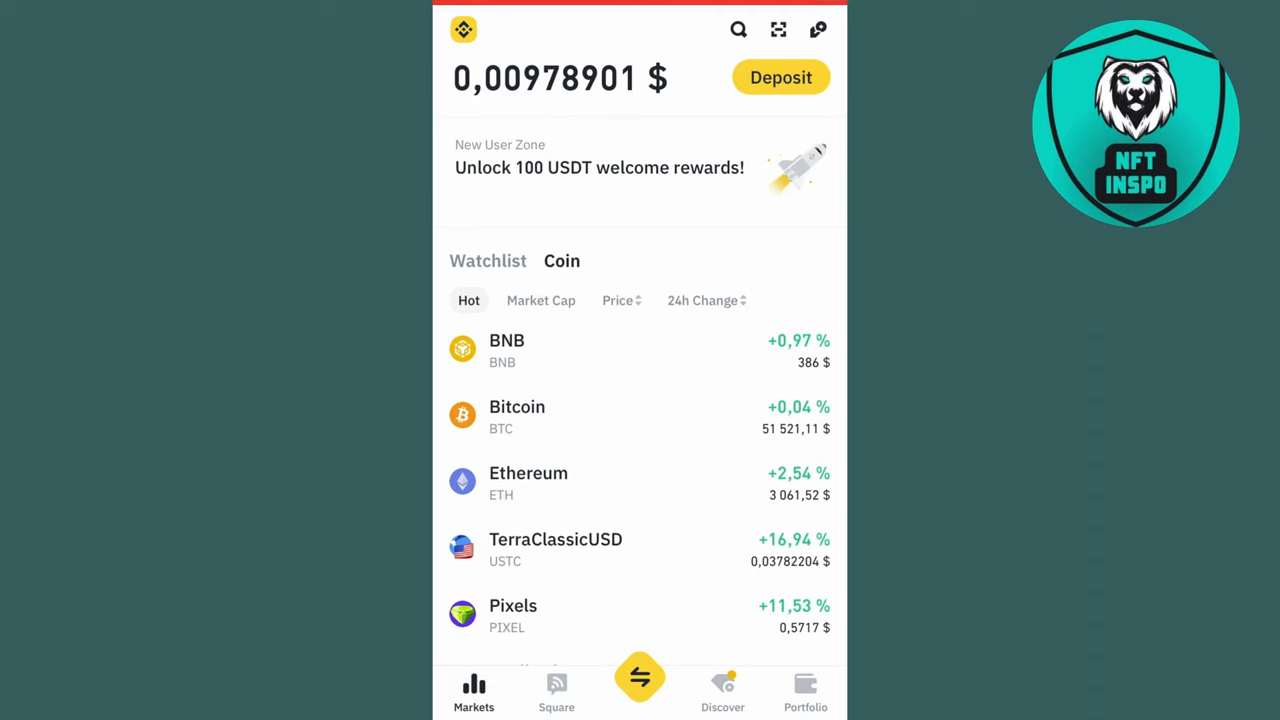 0,00978901 $
Deposit
New User Zone
Unlock 100 USDT welcome rewards!
NFT
INSPO
Watchlist Coin
Hot Market Cap Price 24h Change
BNB +0,97 %
BNB 386 $
Bitcoin +0,04 %
BTC 51 521,11 $
Ethereum +2,54 %
ETH 3 061,52 $
TerraClassicUSD +16,94 %
USTC 0,03782204 $
Pixels +11,53 %
PIXEL 0,5717 $
Markets Square Discover Portfolio